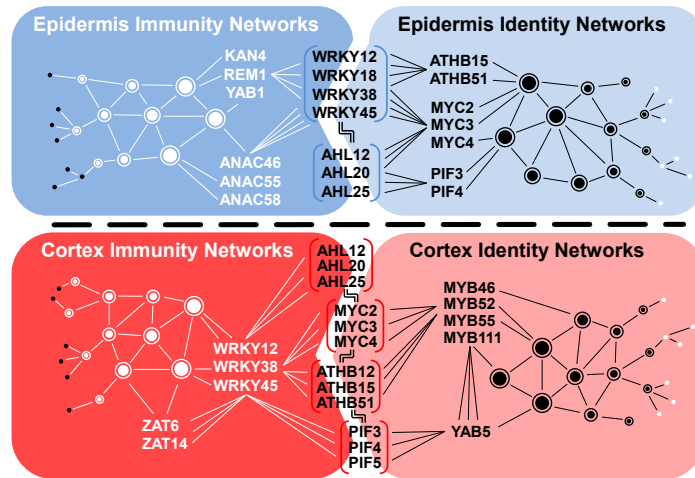 Epidermis Immunity Networks
Epidermis Identity Networks
KAN4
REM1
YAB1
ANAC46
ANAC55
ANAC58
WRKY12
WRKY18
WRKY38
WRKY45
AHL12
AHL20
AHL25
ATHB15
ATHB51
MYC2
MYC3
MYC4
PIF3
PIF4
Cortex Immunity Networks
Cortex Identity Networks
WRKY12
WRKY38
WRKY45
ZAT6
ZAT14
AHL12
AHL20
AHL25
MYC2
MYC3
MYC4
ATHB12
ATHB15
ATHB51
PIF3
PIF4
PIF5
MYB46
MYB52
MYB55
MYB111
YAB5